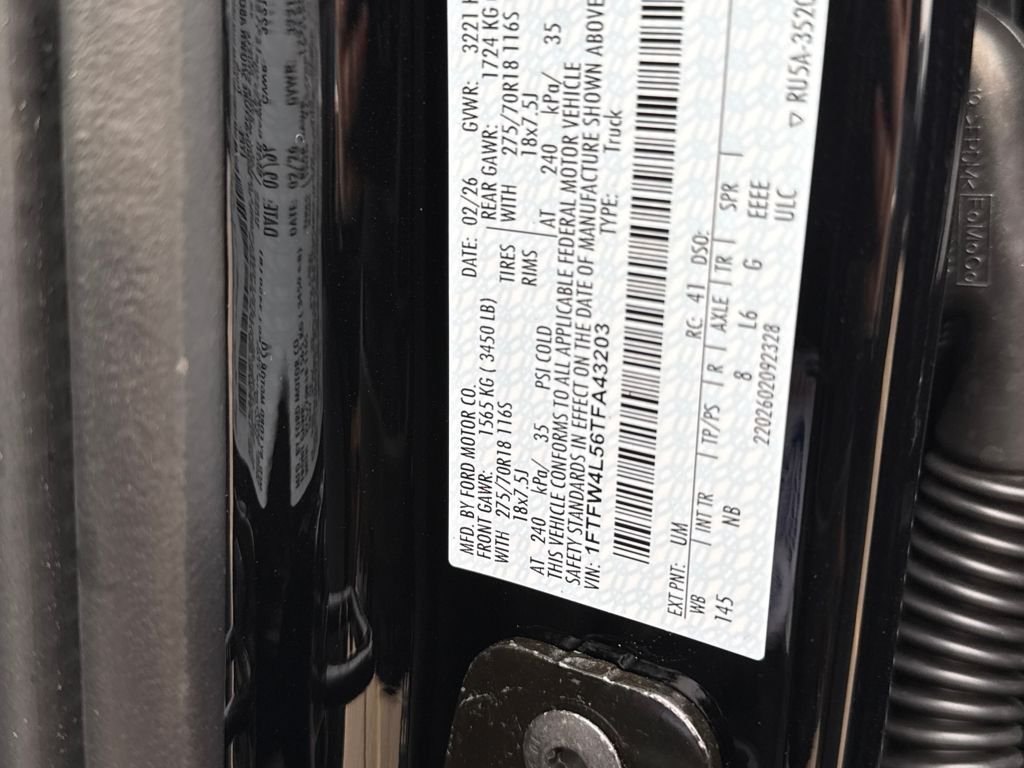 MFD. BY FORD MOTOR CO.
DATE: 02/26 GVWR: 3221
FRONT GAWR: 1565 KG ( 3450 LB) REAR GAWR: 1724 KG
WITH 275/70R18 116S TIRES WITH 275/70R18 116S
18x7.5J RIMS 18x7.5J
AT 240 kPa/ 35 PSI COLD AT 240 kPa/ 35
THIS VEHICLE CONFORMS TO ALL APPLICABLE FEDERAL MOTOR VEHICLE
SAFETY STANDARDS IN EFFECT ON THE DATE OF MANUFACTURE SHOWN ABOVE
VIN: 1FTFW4L56TFA43203 TYPE: Truck
EXT PNT: UM RC: 41 DSO:
WB | INT TR | TP/PS | R | AXLE | TR | SPR |
145 NB 8 L6 G EEEE
2202602092328 ULC
▽ RU5A-3520
FoMoCo